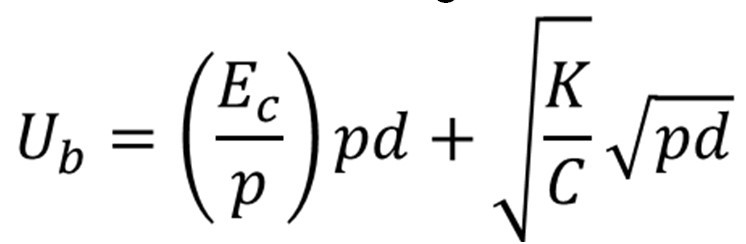 U_b = (E_c/p) pd + √(K/C) √(pd)